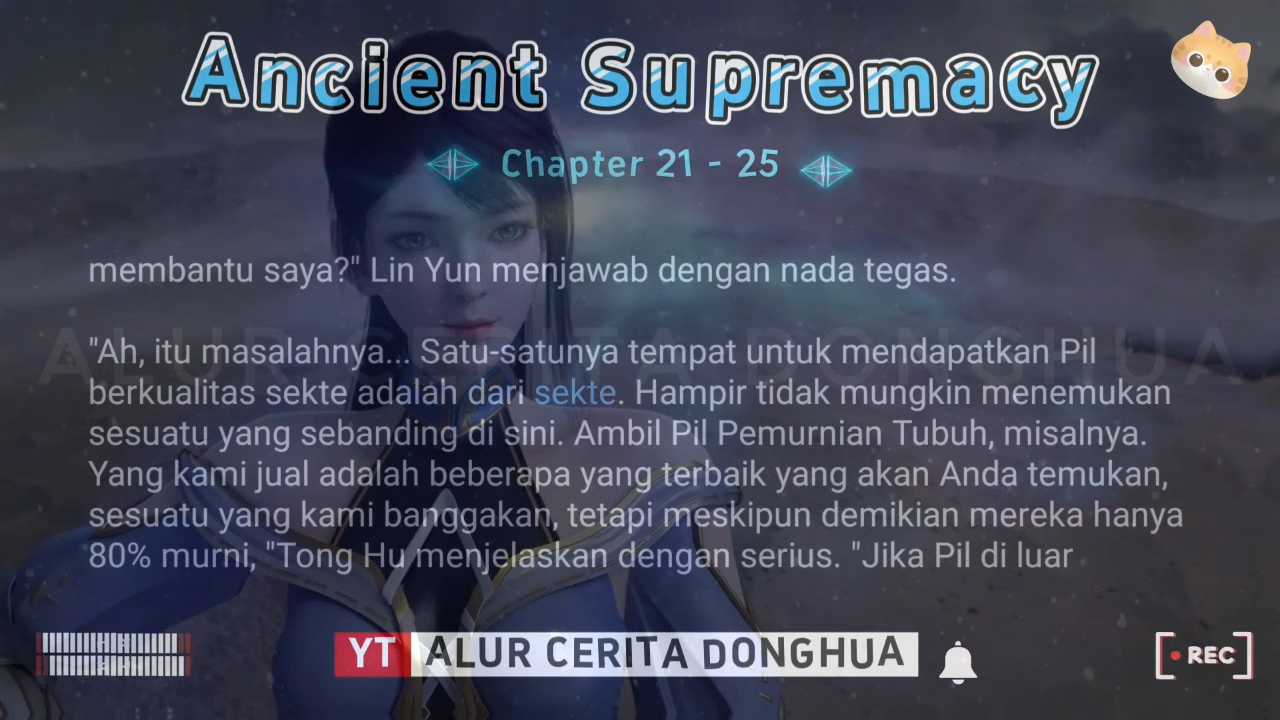 Ancient Supremacy
Chapter 21 - 25
membantu saya?" Lin Yun menjawab dengan nada tegas.
ALUR CERITA DONGHUA
"Ah, itu masalahnya... Satu-satunya tempat untuk mendapatkan Pil
berkualitas sekte adalah dari sekte. Hampir tidak mungkin menemukan
sesuatu yang sebanding di sini. Ambil Pil Pemurnian Tubuh, misalnya.
Yang kami jual adalah beberapa yang terbaik yang akan Anda temukan,
sesuatu yang kami banggakan, tetapi meskipun demikian mereka hanya
80% murni, "Tong Hu menjelaskan dengan serius. "Jika Pil di luar
YT ALUR CERITA DONGHUA
REC